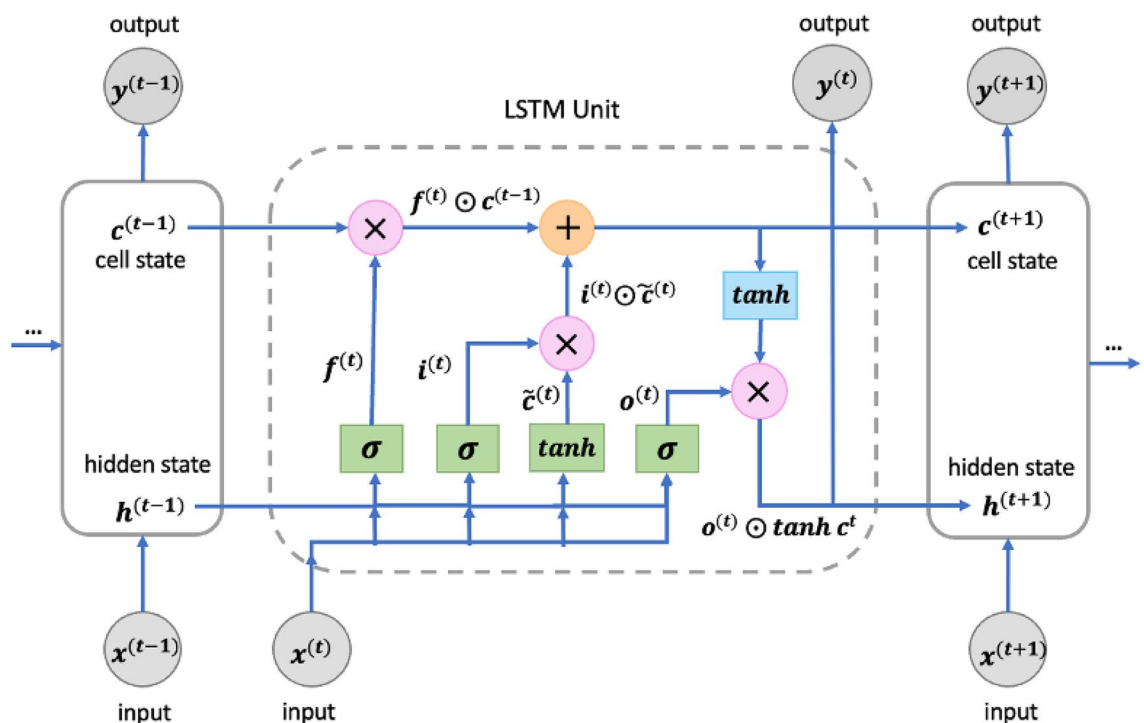 output
output
output
y^(t-1)
y^(t)
y^(t+1)
LSTM Unit
f^(t) ⊙ c^(t-1)
c^(t-1)
×
+
c^(t+1)
cell state
cell state
tanh
i^(t) ⊙ c̃^(t)
...
...
f^(t)
i^(t)
×
c̃^(t)
o^(t)
×
σ
σ
tanh
σ
hidden state
hidden state
h^(t-1)
h^(t+1)
o^(t) ⊙ tanh c^t
x^(t-1)
x^(t)
x^(t+1)
input
input
input